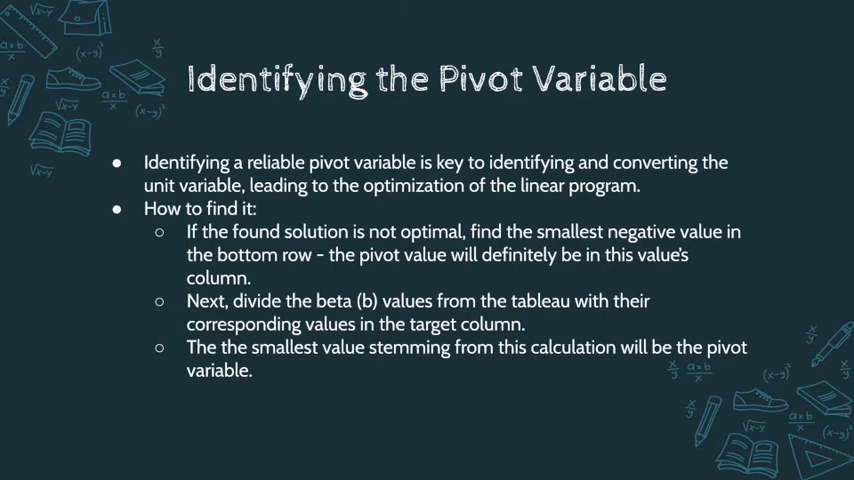 Identifying the Pivot Variable
● Identifying a reliable pivot variable is key to identifying and converting the
unit variable, leading to the optimization of the linear program.
● How to find it:
○ If the found solution is not optimal, find the smallest negative value in
the bottom row - the pivot value will definitely be in this value's
column.
○ Next, divide the beta (b) values from the tableau with their
corresponding values in the target column.
○ The the smallest value stemming from this calculation will be the pivot
variable.